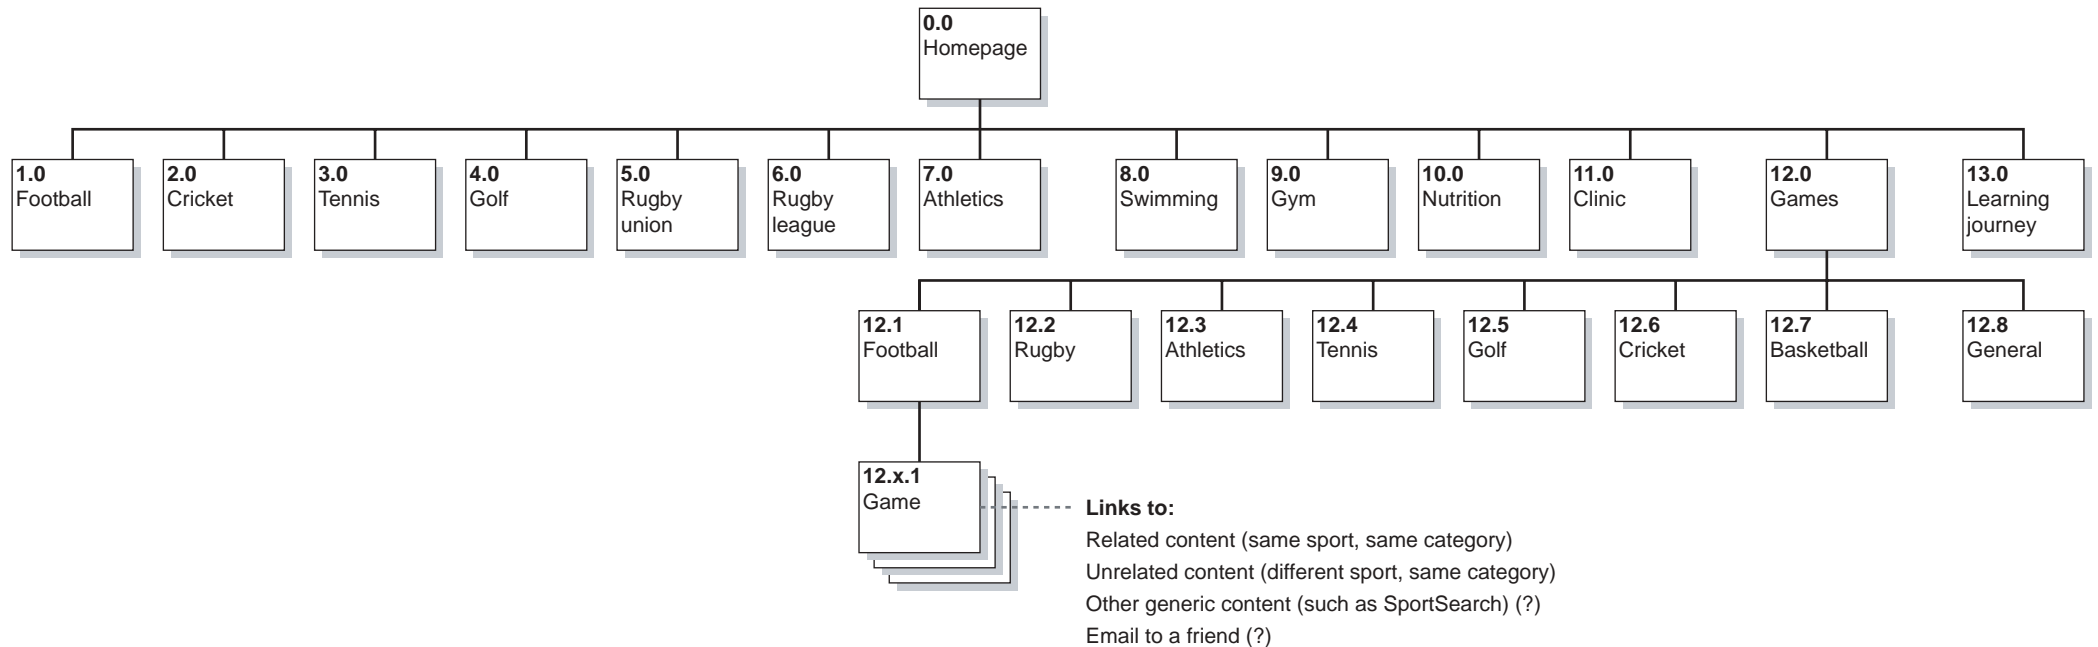 0.0
Homepage
1.0
Football
2.0
Cricket
3.0
Tennis
4.0
Golf
5.0
Rugby
union
6.0
Rugby
league
7.0
Athletics
8.0
Swimming
9.0
Gym
10.0
Nutrition
11.0
Clinic
12.0
Games
13.0
Learning
journey
12.1
Football
12.2
Rugby
12.3
Athletics
12.4
Tennis
12.5
Golf
12.6
Cricket
12.7
Basketball
12.8
General
12.x.1
Game
Links to:
Related content (same sport, same category)
Unrelated content (different sport, same category)
Other generic content (such as SportSearch) (?)
Email to a friend (?)